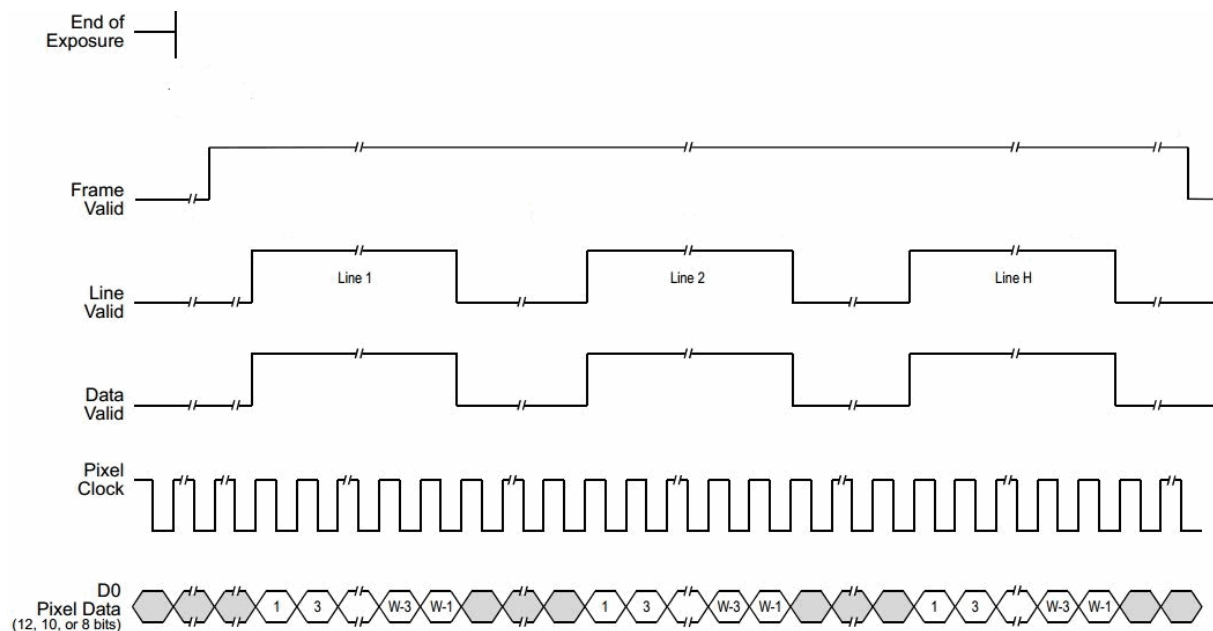 End of
Exposure
Frame
Valid
Line 1
Line 2
Line H
Line
Valid
Data
Valid
Pixel
Clock
D0
Pixel Data
(12, 10, or 8 bits)
1 3 W-3 W-1 1 3 W-3 W-1 1 3 W-3 W-1